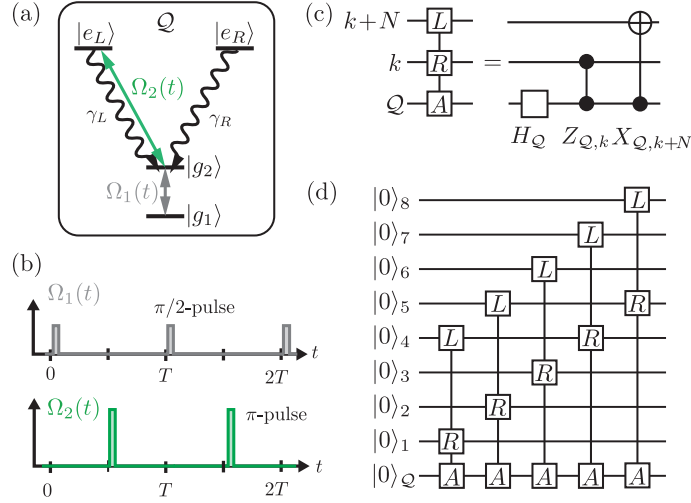 (a)
𝒬
|e_L⟩
|e_R⟩
Ω₂(t)
γ_L
γ_R
|g₂⟩
Ω₁(t)
|g₁⟩
(b)
Ω₁(t)
π/2-pulse
t
0
T
2T
Ω₂(t)
π-pulse
t
0
T
2T
(c)
k+N
L
k
R
=
𝒬
A
H_𝒬
Z_{𝒬,k}
X_{𝒬,k+N}
(d)
|0⟩₈
L
|0⟩₇
L
|0⟩₆
L
|0⟩₅
L
R
|0⟩₄
L
R
|0⟩₃
R
|0⟩₂
R
|0⟩₁
R
|0⟩_𝒬
A
A
A
A
A